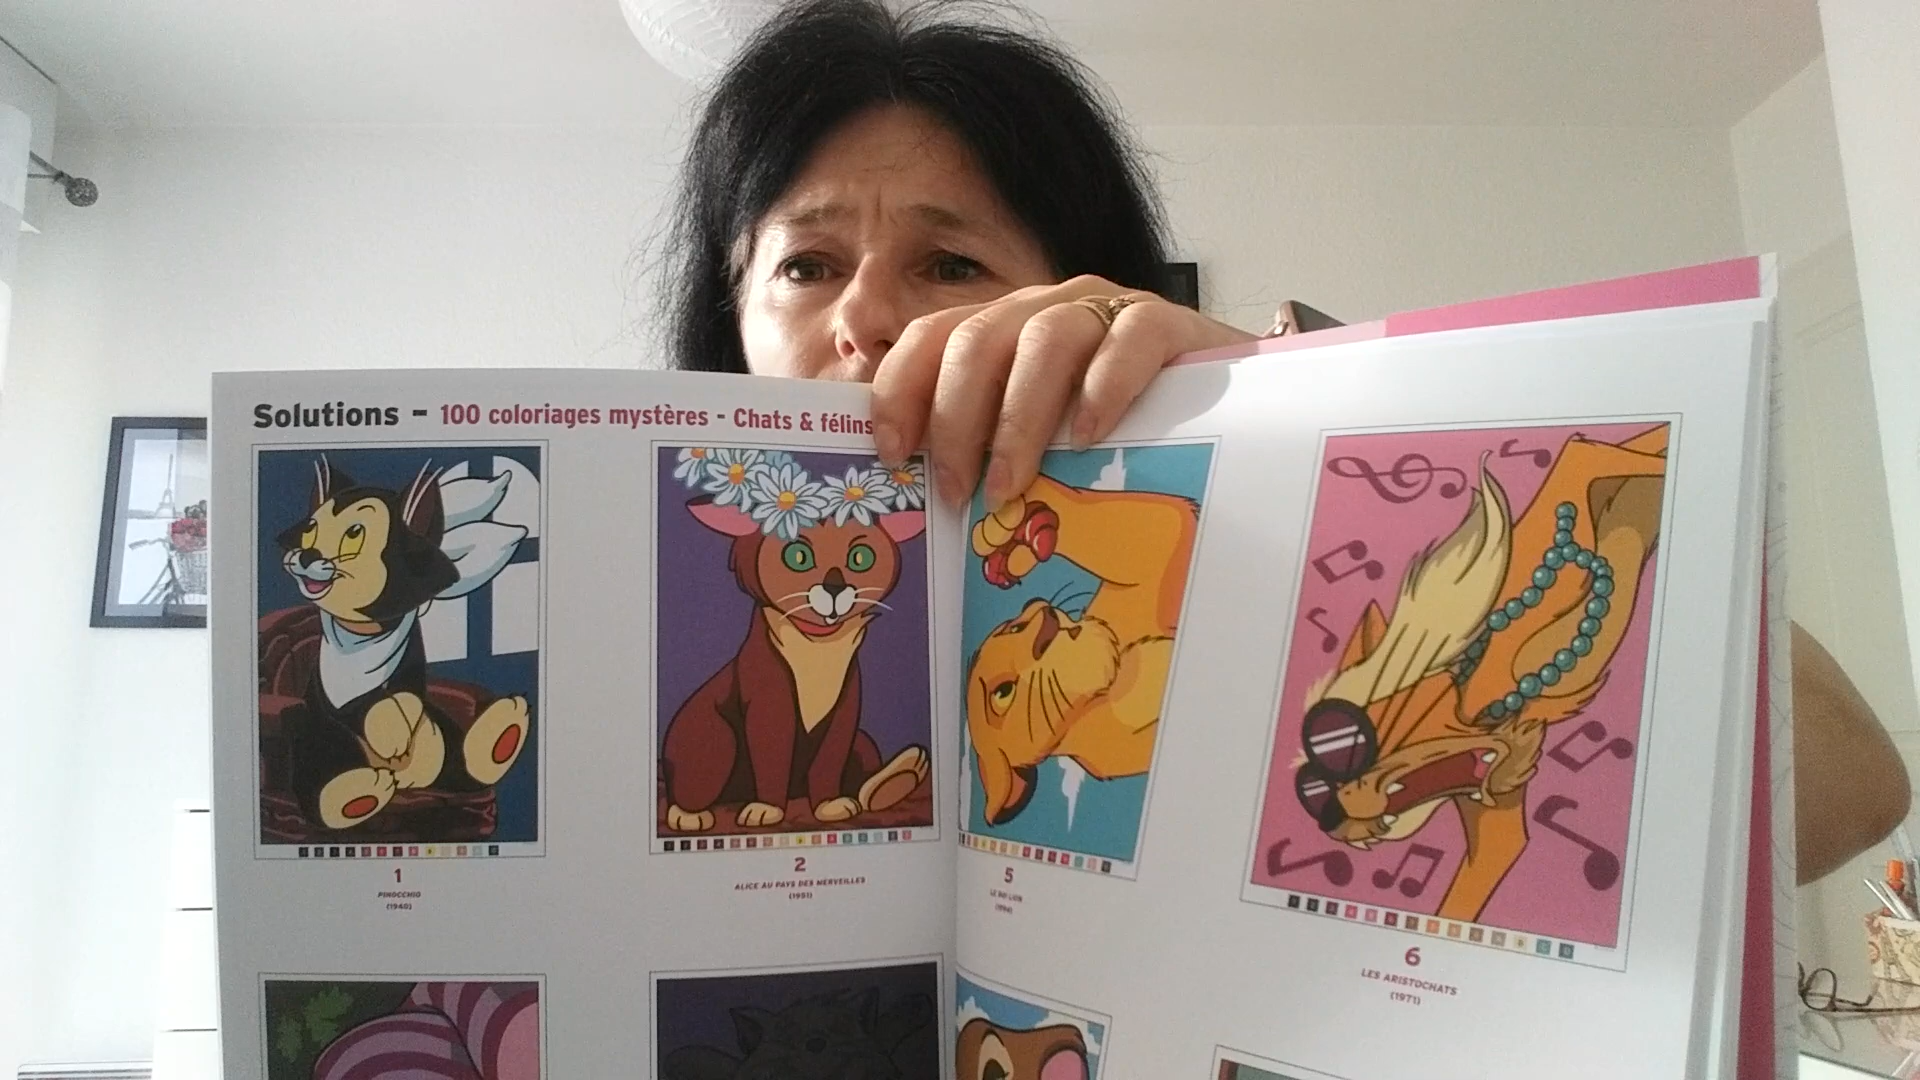 Solutions - 100 coloriages mystères - Chats & félins
1
PINOCCHIO
(1940)
2
ALICE AU PAYS DES MERVEILLES
(1951)
5
LE ROI LION
(1994)
6
LES ARISTOCHATS
(1971)